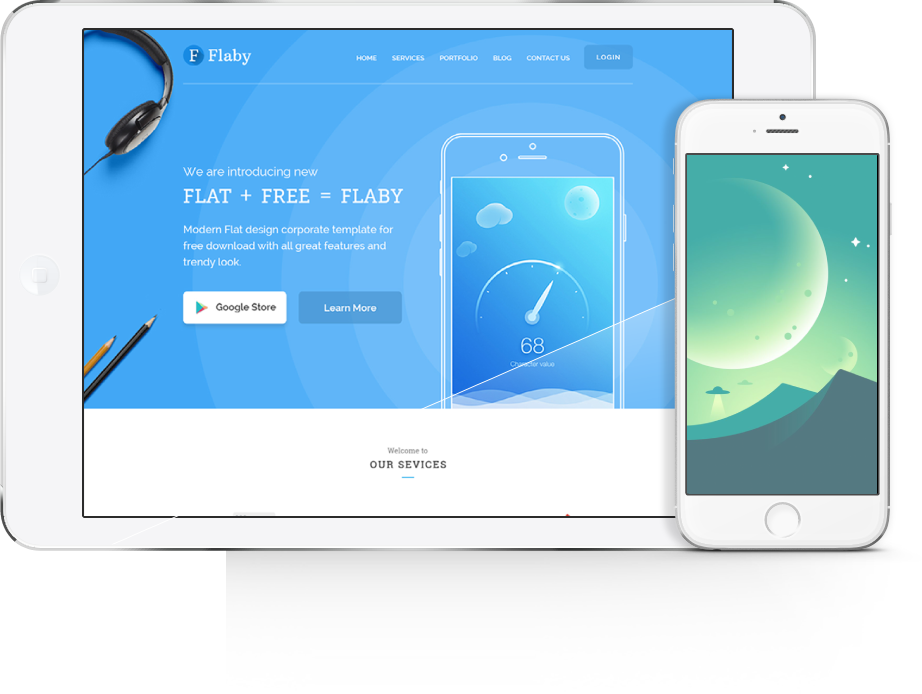 F Flaby
HOME SERVICES PORTFOLIO BLOG CONTACT US LOGIN
We are introducing new
FLAT + FREE = FLABY
Modern Flat design corporate template for
free download with all great features and
trendy look.
Google Store Learn More
68
Character value
Welcome to
OUR SEVICES